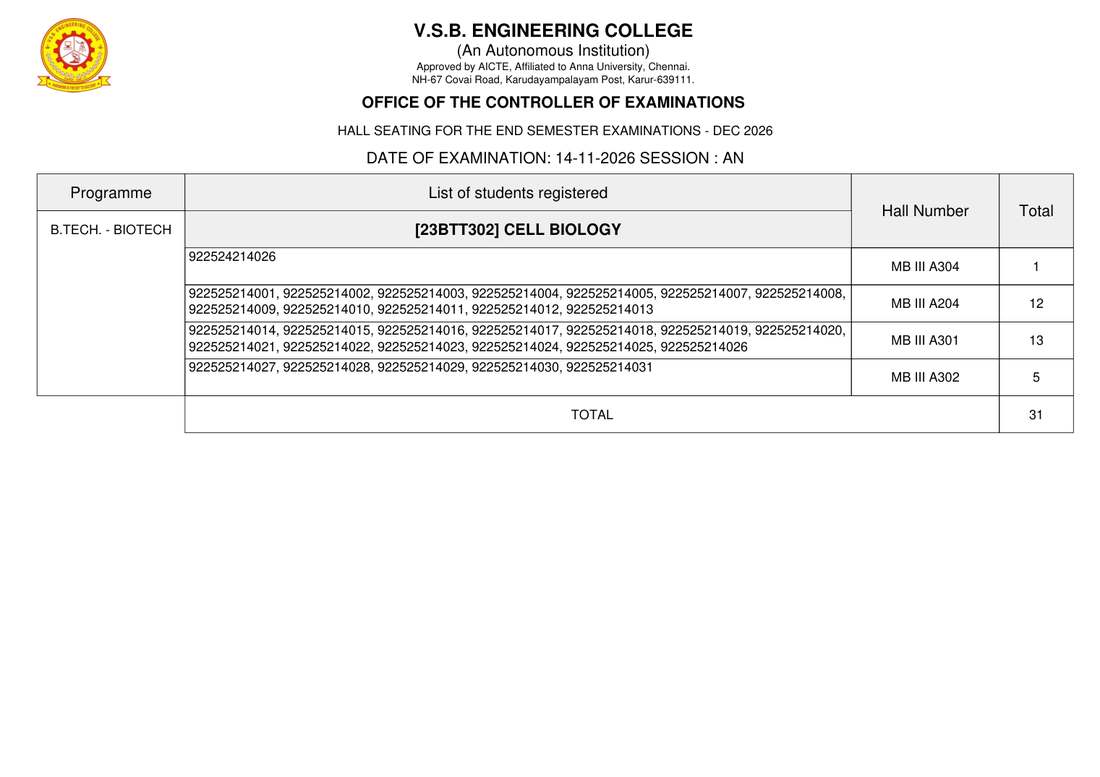 V.S.B. ENGINEERING COLLEGE
(An Autonomous Institution)
Approved by AICTE, Affiliated to Anna University, Chennai.
NH-67 Covai Road, Karudayampalayam Post, Karur-639111.
OFFICE OF THE CONTROLLER OF EXAMINATIONS
HALL SEATING FOR THE END SEMESTER EXAMINATIONS - DEC 2026
DATE OF EXAMINATION: 14-11-2026 SESSION : AN
Programme List of students registered Hall Number Total
B.TECH. - BIOTECH [23BTT302] CELL BIOLOGY
922524214026 MB III A304 1
922525214001, 922525214002, 922525214003, 922525214004, 922525214005, 922525214007, 922525214008,
922525214009, 922525214010, 922525214011, 922525214012, 922525214013
MB III A204 12
922525214014, 922525214015, 922525214016, 922525214017, 922525214018, 922525214019, 922525214020,
922525214021, 922525214022, 922525214023, 922525214024, 922525214025, 922525214026
MB III A301 13
922525214027, 922525214028, 922525214029, 922525214030, 922525214031
MB III A302 5
TOTAL 31